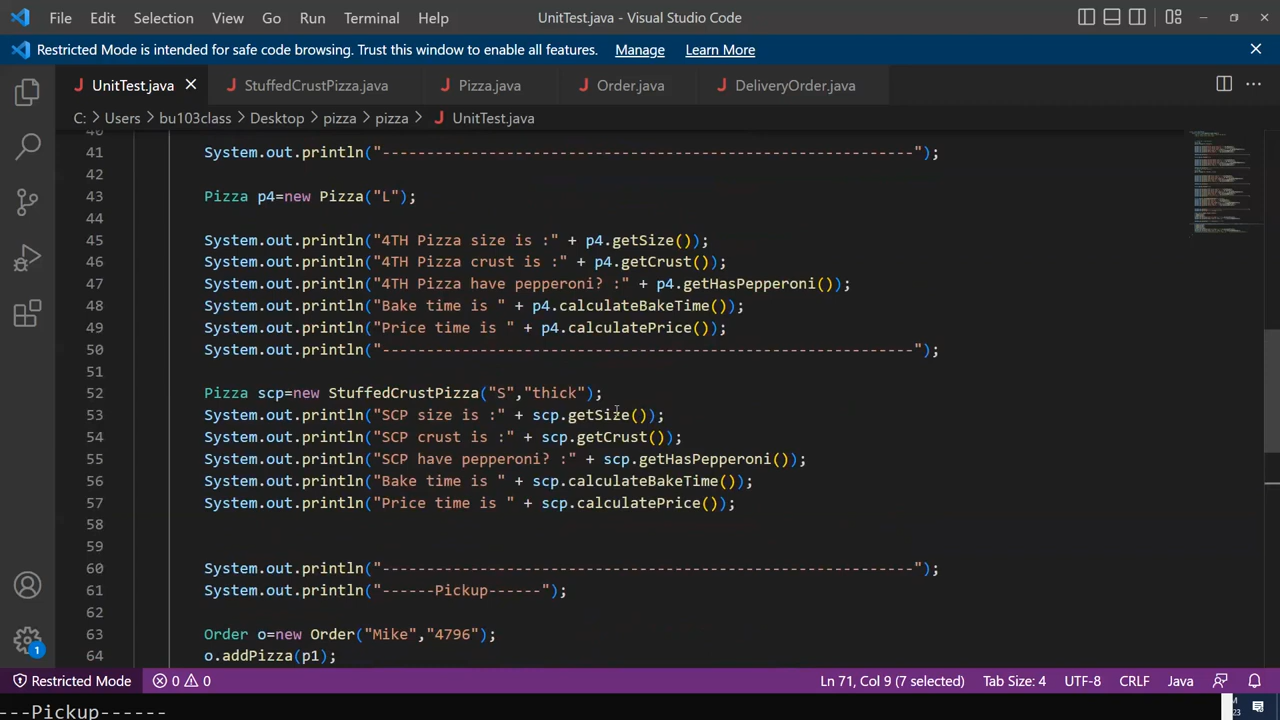 File Edit Selection View Go Run Terminal Help UnitTest.java - Visual Studio Code
Restricted Mode is intended for safe code browsing. Trust this window to enable all features. Manage Learn More
J UnitTest.java J StuffedCrustPizza.java J Pizza.java J Order.java J DeliveryOrder.java
C: > Users > bu103class > Desktop > pizza > pizza > J UnitTest.java
40
41 System.out.println("------------------------------------------------------------");
42
43 Pizza p4=new Pizza("L");
44
45 System.out.println("4TH Pizza size is :" + p4.getSize());
46 System.out.println("4TH Pizza crust is :" + p4.getCrust());
47 System.out.println("4TH Pizza have pepperoni? :" + p4.getHasPepperoni());
48 System.out.println("Bake time is " + p4.calculateBakeTime());
49 System.out.println("Price time is " + p4.calculatePrice());
50 System.out.println("------------------------------------------------------------");
51
52 Pizza scp=new StuffedCrustPizza("S","thick");
53 System.out.println("SCP size is :" + scp.getSize());
54 System.out.println("SCP crust is :" + scp.getCrust());
55 System.out.println("SCP have pepperoni? :" + scp.getHasPepperoni());
56 System.out.println("Bake time is " + scp.calculateBakeTime());
57 System.out.println("Price time is " + scp.calculatePrice());
58
59
60 System.out.println("------------------------------------------------------------");
61 System.out.println("------Pickup------");
62
63 Order o=new Order("Mike","4796");
64 o.addPizza(p1);
1 Restricted Mode 0 0 Ln 71, Col 9 (7 selected) Tab Size: 4 UTF-8 CRLF Java
---Pickup------